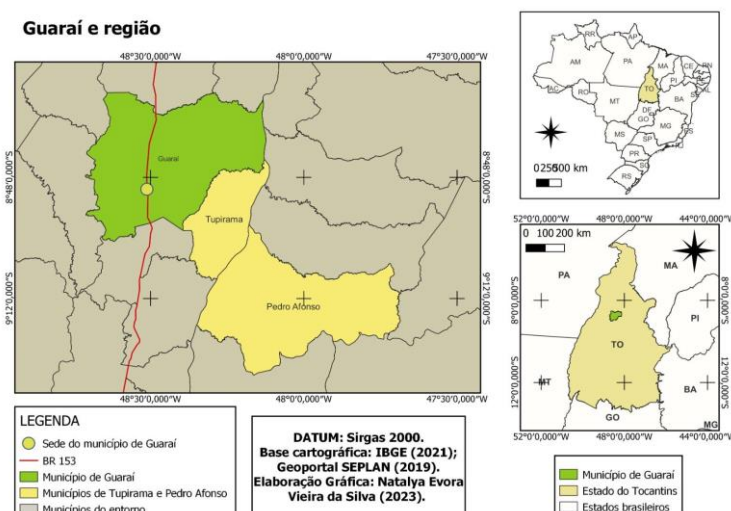 Guaraí e região
48°30'0,000"W
48°0'0,000"W
47°30'0,000"W
8°48'0,000"S
8°48'0,000"S
Guaraí
Tupirama
9°12'0,000"S
9°12'0,000"S
Pedro Afonso
48°30'0,000"W
48°0'0,000"W
47°30'0,000"W
LEGENDA
Sede do município de Guaraí
BR 153
Município de Guaraí
Municípios de Tupirama e Pedro Afonso
Municípios do entorno
DATUM: Sirgas 2000.
Base cartográfica: IBGE (2021);
Geoportal SEPLAN (2019).
Elaboração Gráfica: Natalya Evora
Vieira da Silva (2023).
RR
AP
AM
PA
MA
CE
RN
PI
AC
RO
TO
AL
MT
BA
DF
GO
MG
MS
ES
SP
RJ
PR
SC
RS
0 250 500 km
52°0'0,000"W
48°0'0,000"W
44°0'0,000"W
0 100 200 km
PA
MA
8°0'0,000"S
8°0'0,000"S
PI
TO
MT
BA
12°0'0,000"S
12°0'0,000"S
GO
MG
52°0'0,000"W
48°0'0,000"W
44°0'0,000"W
Município de Guaraí
Estado do Tocantins
Estados brasileiros